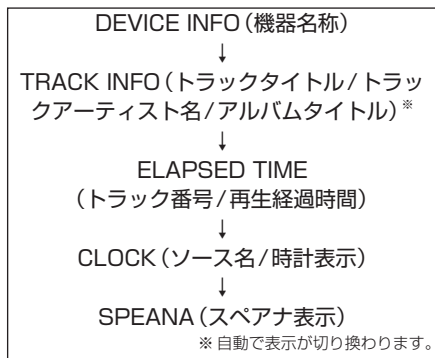 DEVICE INFO(機器名称)
↓
TRACK INFO(トラックタイトル/トラッ
クアーティスト名/アルバムタイトル)※
↓
ELAPSED TIME
(トラック番号/再生経過時間)
↓
CLOCK(ソース名/時計表示)
↓
SPEANA(スペアナ表示)
※自動で表示が切り換わります。